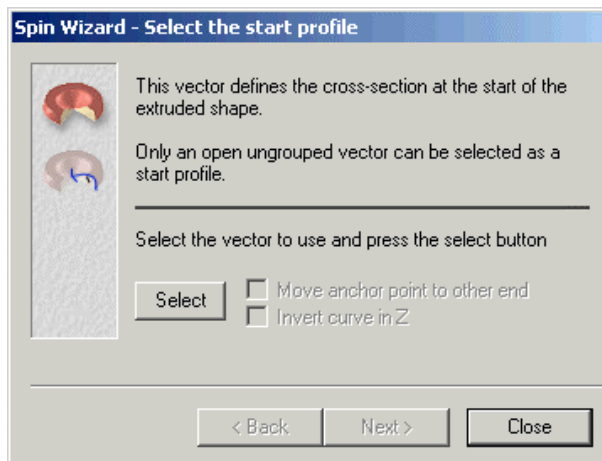 Spin Wizard - Select the start profile
This vector defines the cross-section at the start of the
extruded shape.
Only an open ungrouped vector can be selected as a
start profile.
Select the vector to use and press the select button
Select
Move anchor point to other end
Invert curve in Z
< Back
Next >
Close